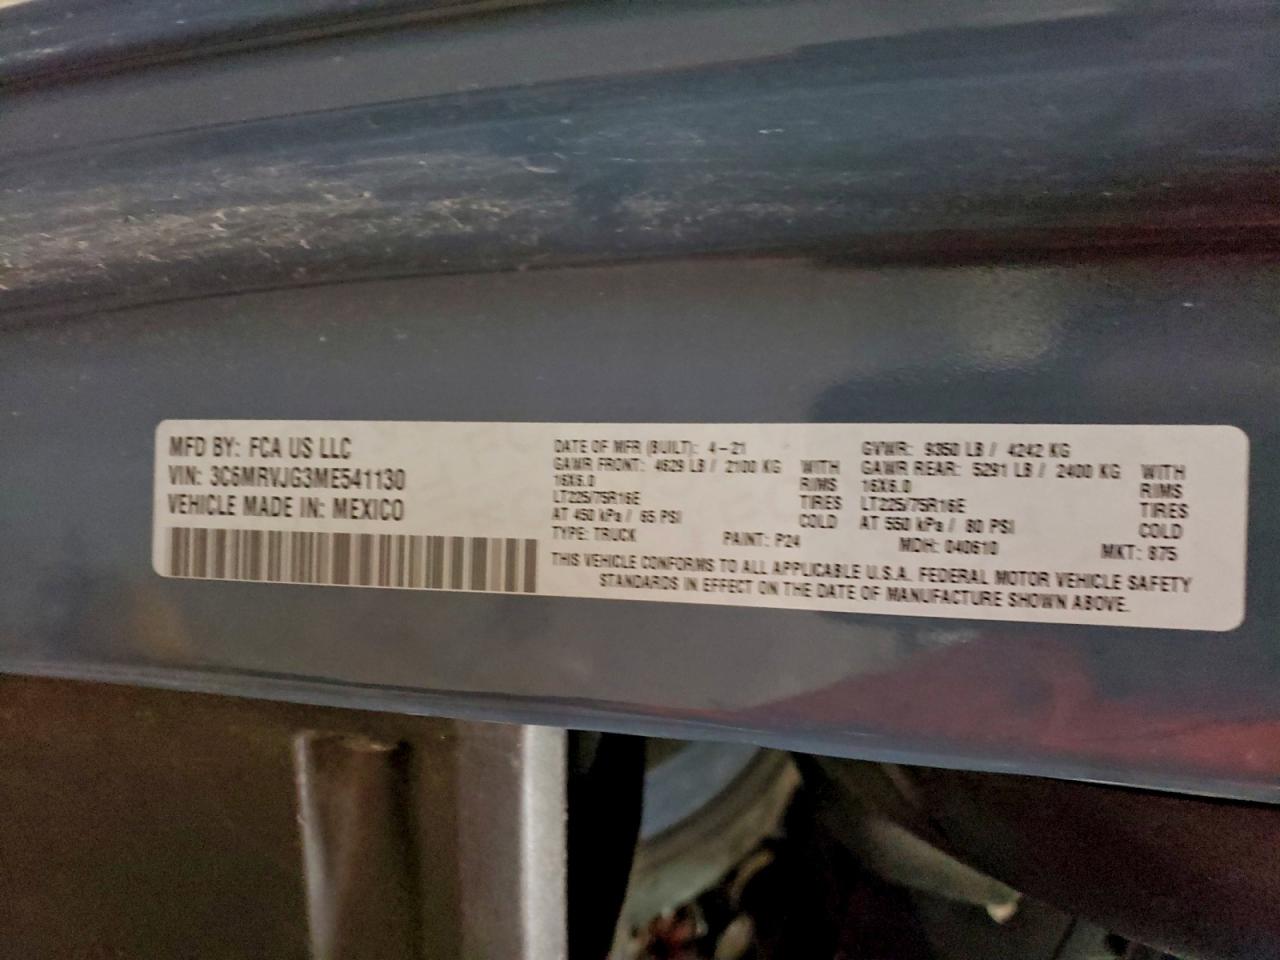 MFD BY: FCA US LLC
VIN: 3C6MRVJG3ME541130
VEHICLE MADE IN: MEXICO
DATE OF MFR (BUILT): 4-21
GAWR FRONT: 4629 LB / 2100 KG WITH
16X6.0 RIMS
LT225/75R16E TIRES
AT 450 kPa / 65 PSI COLD
TYPE: TRUCK PAINT: P24
GVWR: 9350 LB / 4242 KG
GAWR REAR: 5291 LB / 2400 KG WITH
16X6.0 RIMS
LT225/75R16E TIRES
AT 550 kPa / 80 PSI COLD
MDH: 040610 MKT: 875
THIS VEHICLE CONFORMS TO ALL APPLICABLE U.S.A. FEDERAL MOTOR VEHICLE SAFETY
STANDARDS IN EFFECT ON THE DATE OF MANUFACTURE SHOWN ABOVE.